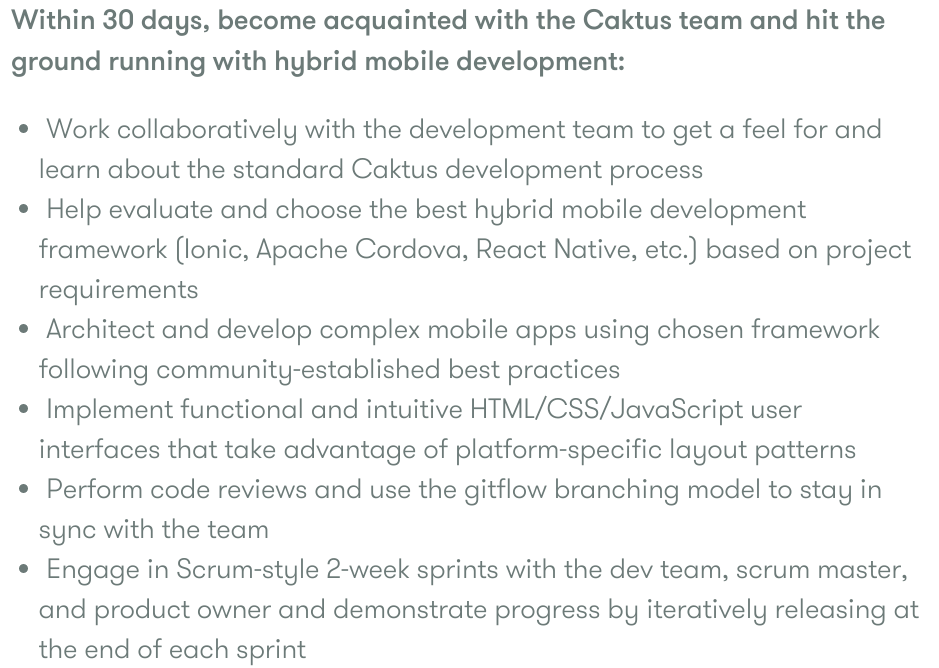 Within 30 days, become acquainted with the Caktus team and hit the
ground running with hybrid mobile development:
• Work collaboratively with the development team to get a feel for and
learn about the standard Caktus development process
• Help evaluate and choose the best hybrid mobile development
framework (Ionic, Apache Cordova, React Native, etc.) based on project
requirements
• Architect and develop complex mobile apps using chosen framework
following community-established best practices
• Implement functional and intuitive HTML/CSS/JavaScript user
interfaces that take advantage of platform-specific layout patterns
• Perform code reviews and use the gitflow branching model to stay in
sync with the team
• Engage in Scrum-style 2-week sprints with the dev team, scrum master,
and product owner and demonstrate progress by iteratively releasing at
the end of each sprint